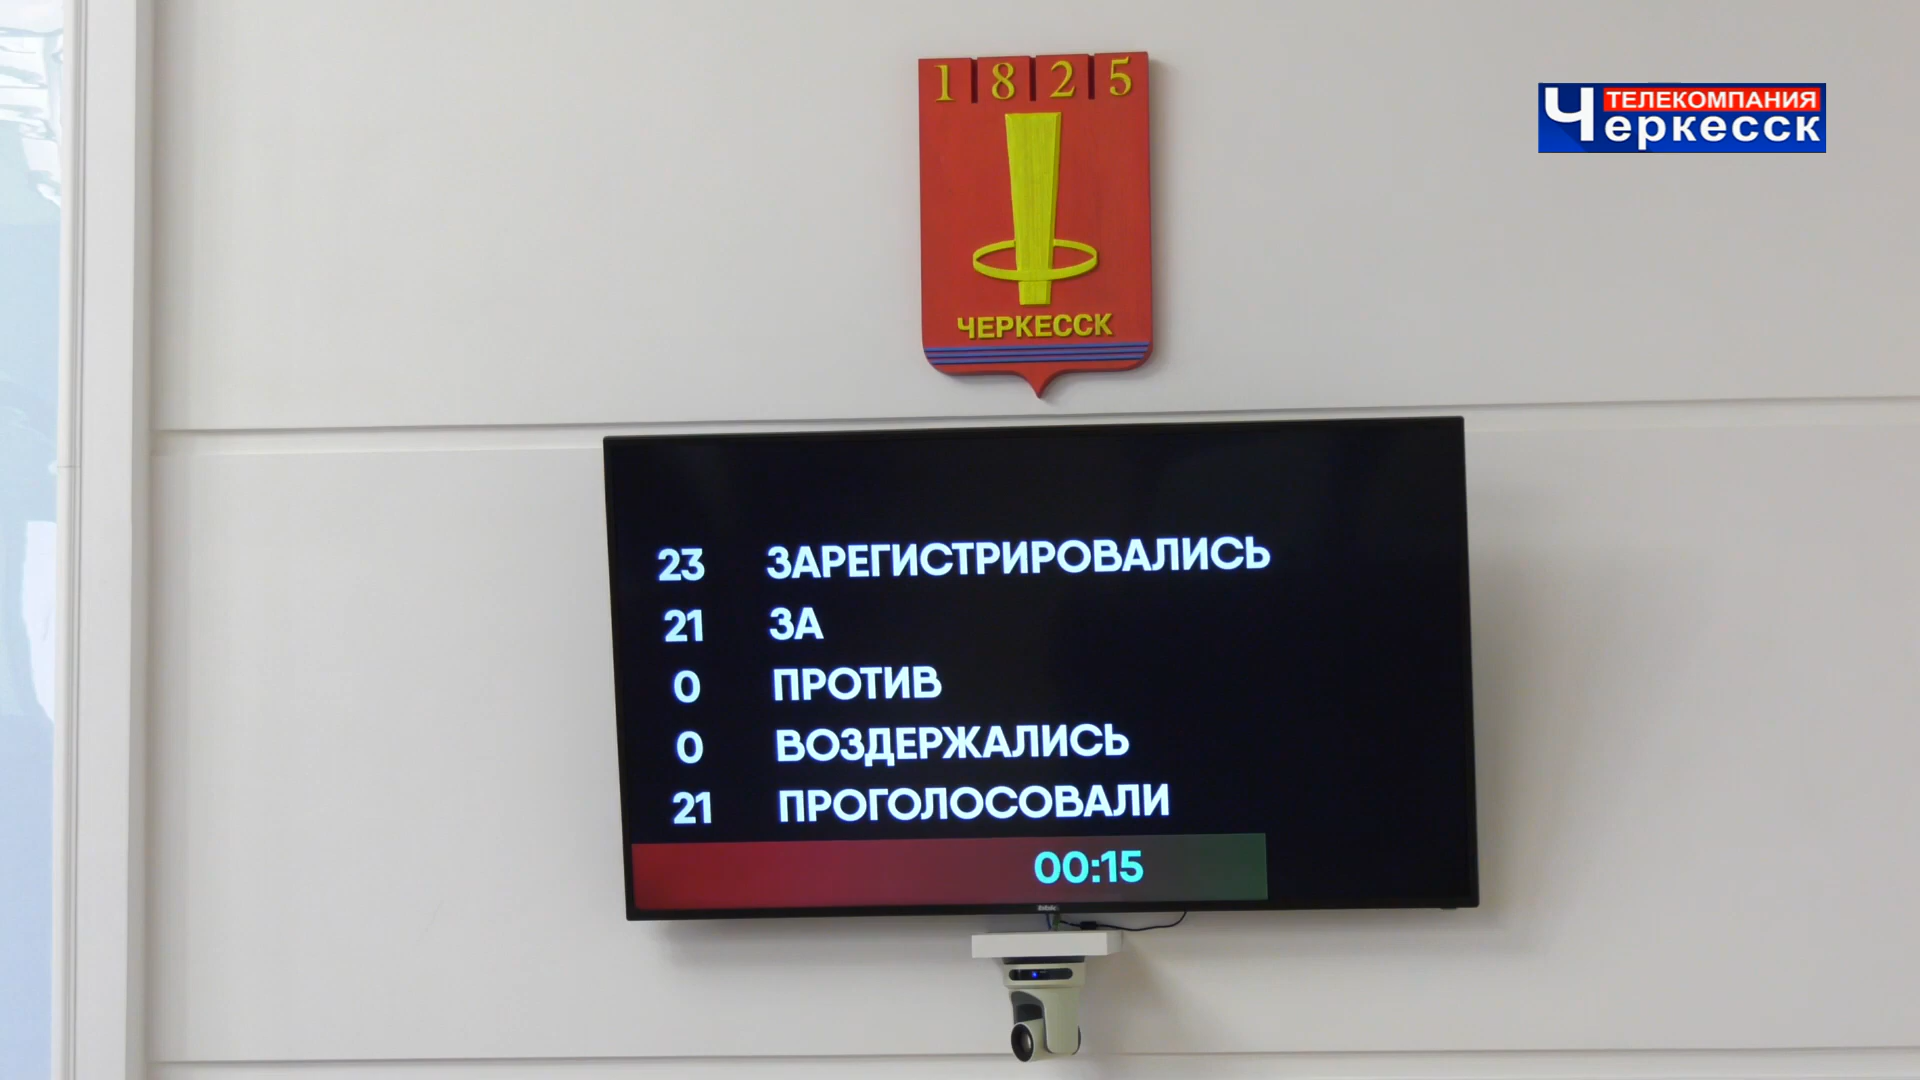 1825
ЧЕРКЕССК
ТЕЛЕКОМПАНИЯ
Черкесск
23 ЗАРЕГИСТРИРОВАЛИСЬ
21 ЗА
0 ПРОТИВ
0 ВОЗДЕРЖАЛИСЬ
21 ПРОГОЛОСОВАЛИ
00:15